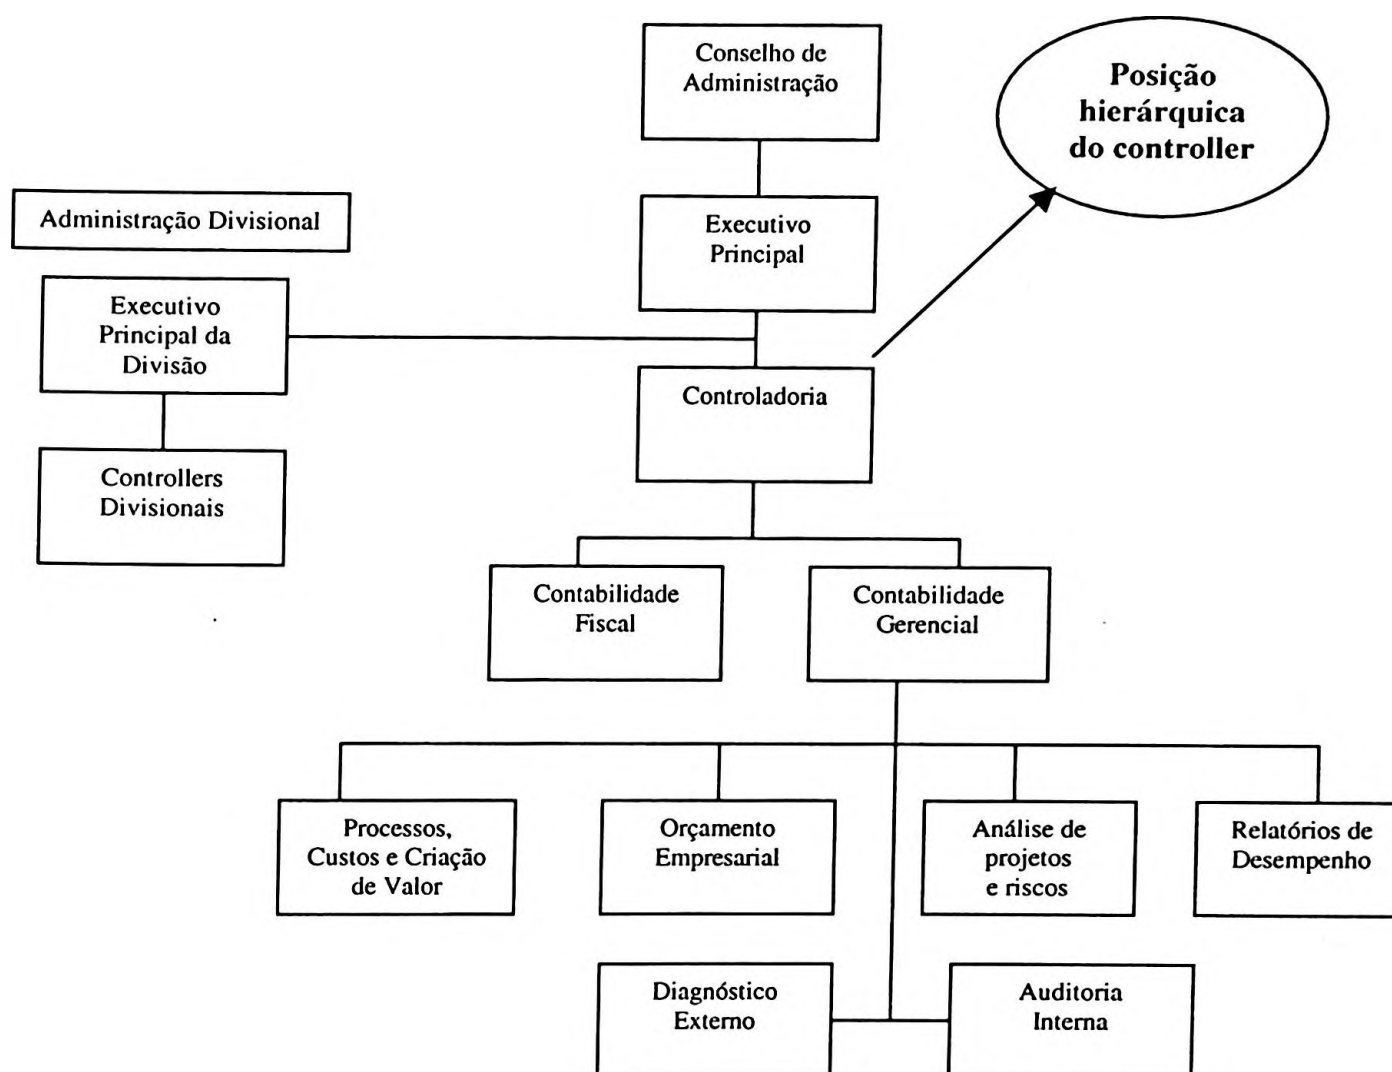 Conselho de
Administração
Posição
hierárquica
do controller
Administração Divisional
Executivo
Principal
Executivo
Principal da
Divisão
Controladoria
Controllers
Divisionais
Contabilidade
Fiscal
Contabilidade
Gerencial
Processos,
Custos e Criação
de Valor
Orçamento
Empresarial
Análise de
projetos
e riscos
Relatórios de
Desempenho
Diagnóstico
Externo
Auditoria
Interna